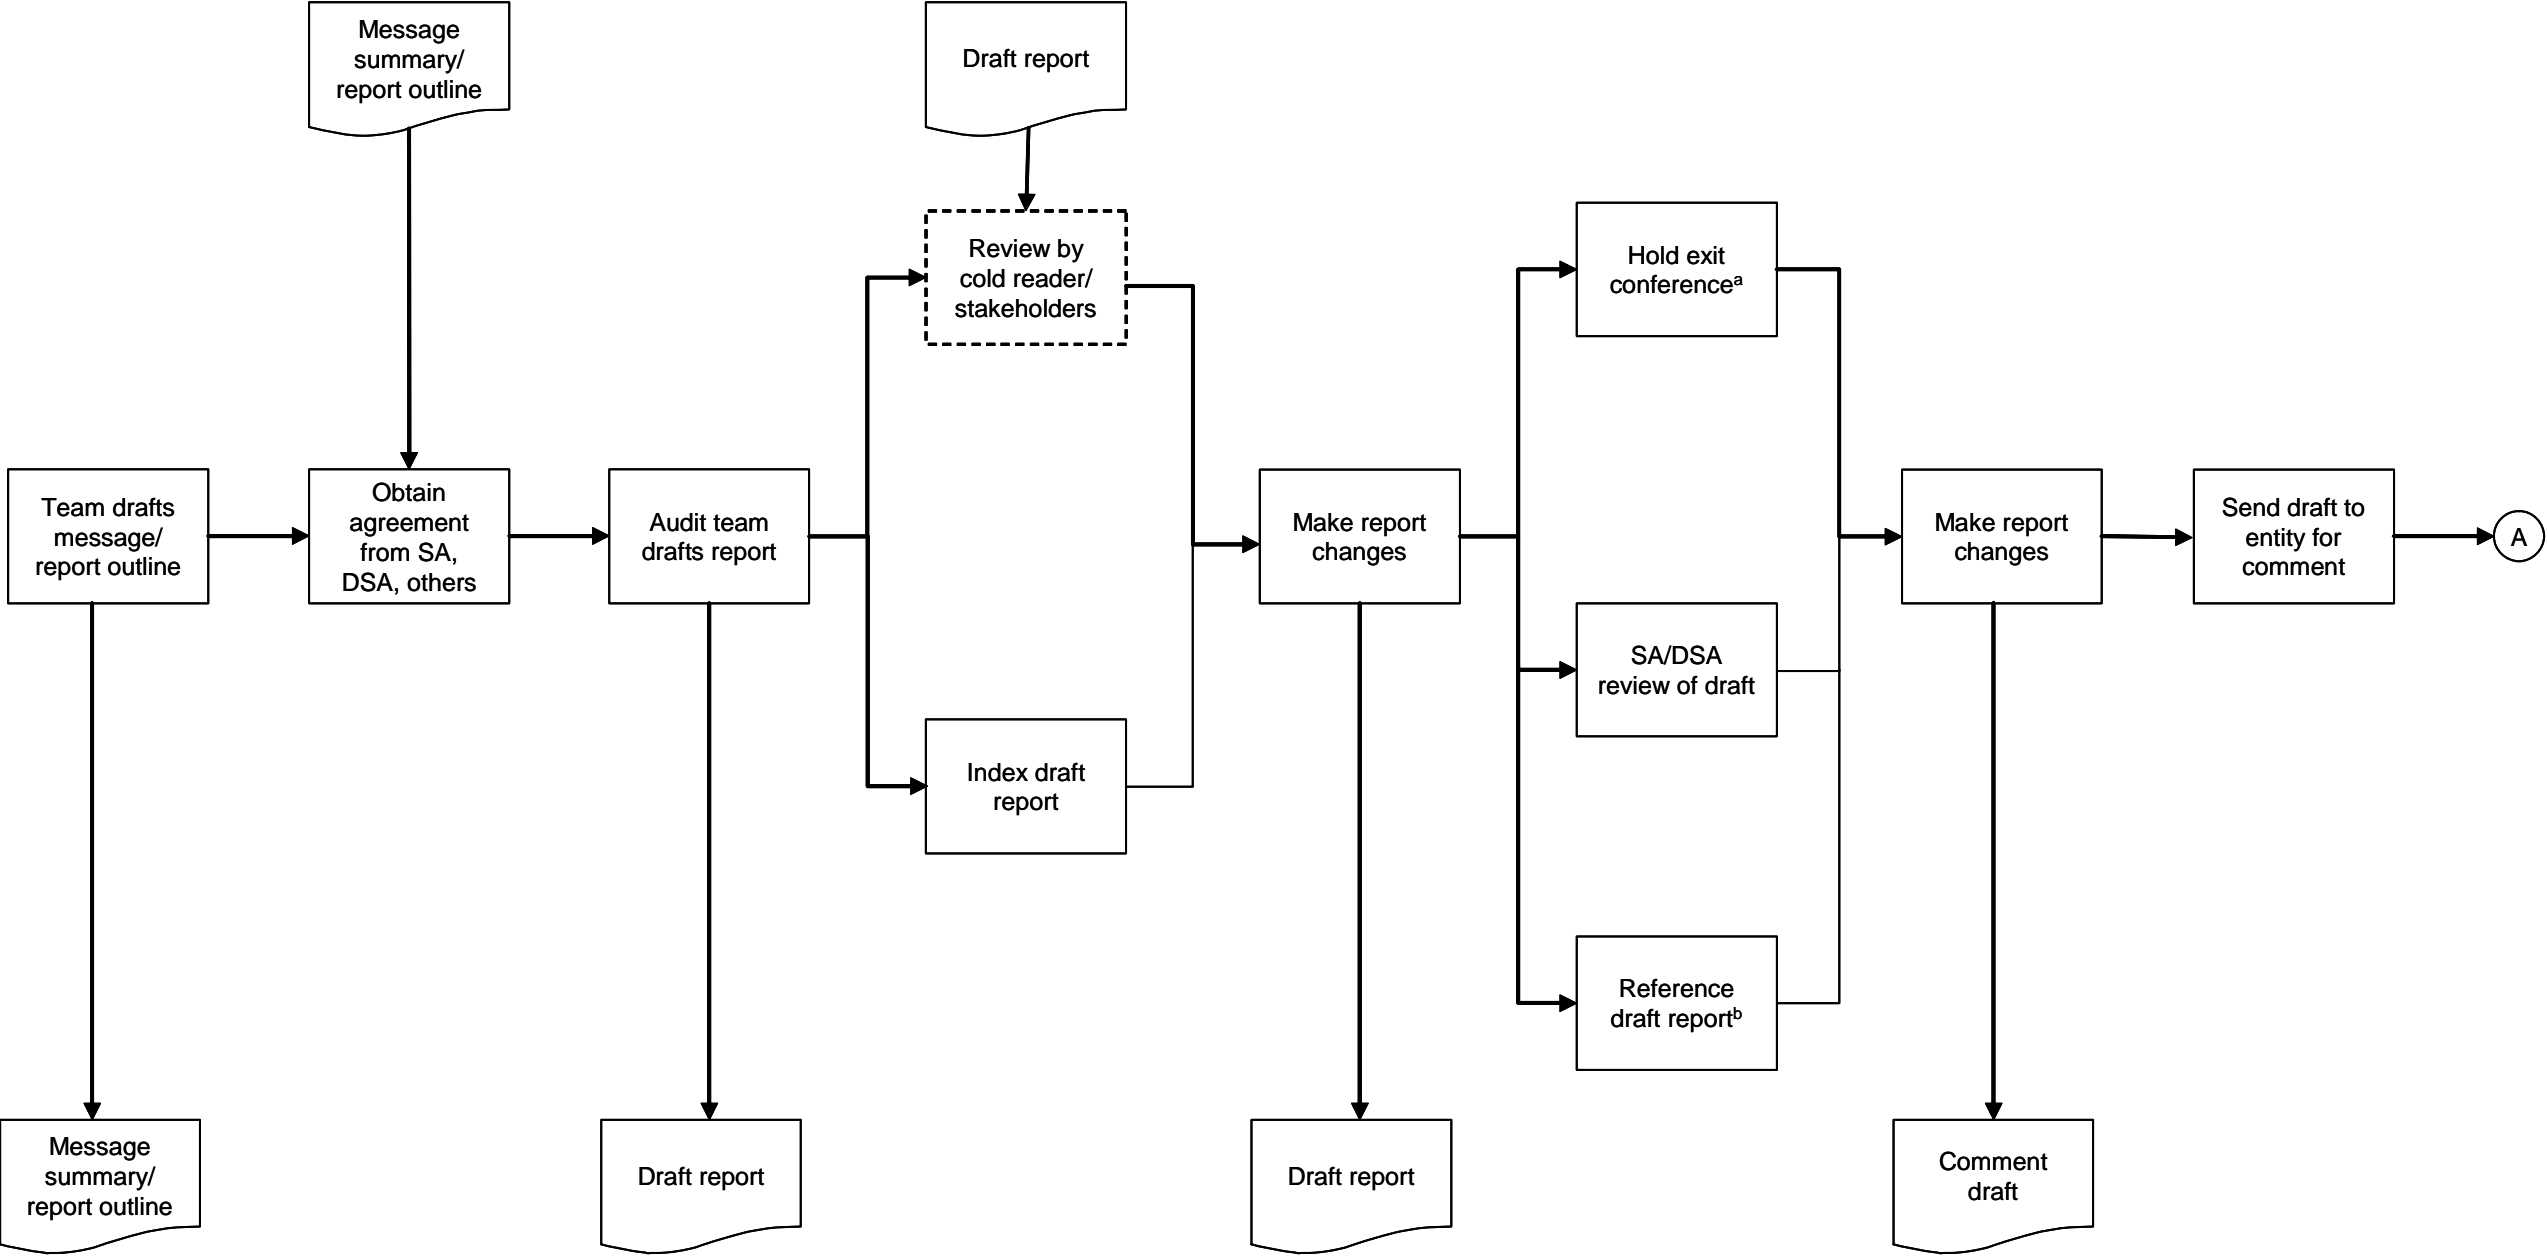 Message
summary/
report outline
Draft report
Review by
cold reader/
stakeholders
Hold exit
conferenceᵃ
Team drafts
message/
report outline
Obtain
agreement
from SA,
DSA, others
Audit team
drafts report
Make report
changes
Make report
changes
Send draft to
entity for
comment
A
SA/DSA
review of draft
Index draft
report
Reference
draft reportᵇ
Message
summary/
report outline
Draft report
Draft report
Comment
draft